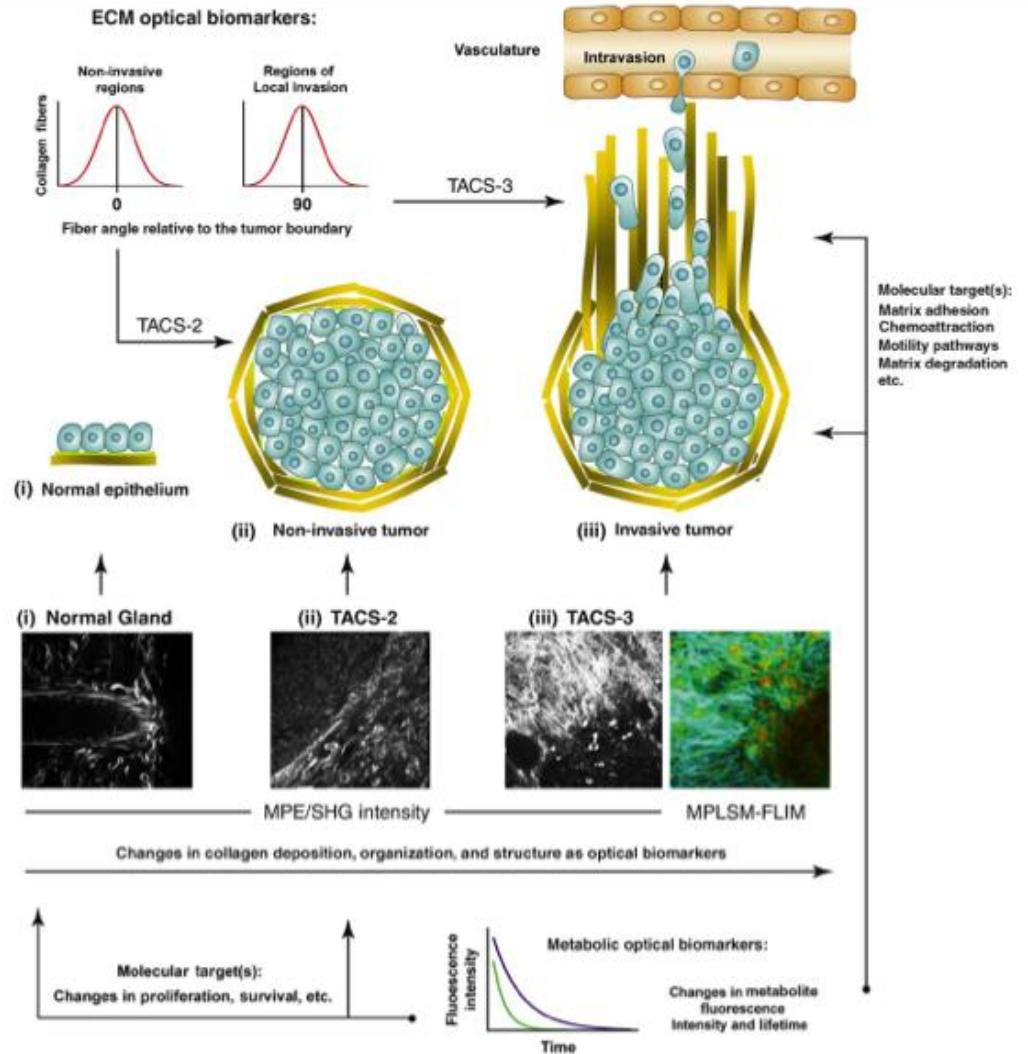 ECM optical biomarkers:
Non-invasive
regions
Regions of
Local invasion
Collagen fibers
0
90
Fiber angle relative to the tumor boundary
TACS-3
TACS-2
Vasculature
Intravasion
Molecular target(s):
Matrix adhesion
Chemoattraction
Motility pathways
Matrix degradation
etc.
(i) Normal epithelium
(ii) Non-invasive tumor
(iii) Invasive tumor
(i) Normal Gland
(ii) TACS-2
(iii) TACS-3
MPE/SHG intensity
MPLSM-FLIM
Changes in collagen deposition, organization, and structure as optical biomarkers
Molecular target(s):
Changes in proliferation, survival, etc.
Fluoescence
intensity
Time
Metabolic optical biomarkers:
Changes in metabolite
fluorescence
Intensity and lifetime